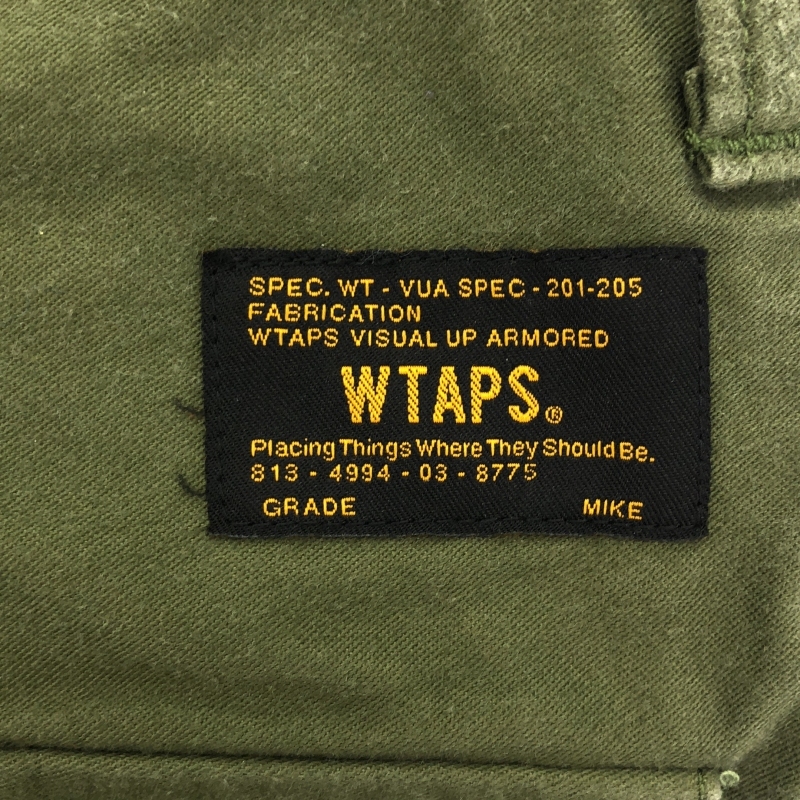 SPEC. WT - VUA SPEC - 201-205
FABRICATION
WTAPS VISUAL UP ARMORED
WTAPS®
Placing Things Where They Should Be.
813 - 4994 - 03 - 8775
GRADE MIKE